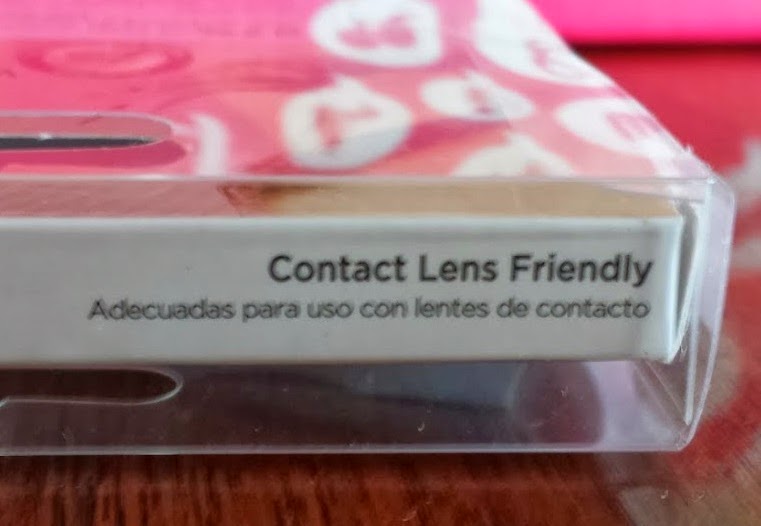 Contact Lens Friendly
Adecuadas para uso con lentes de contacto